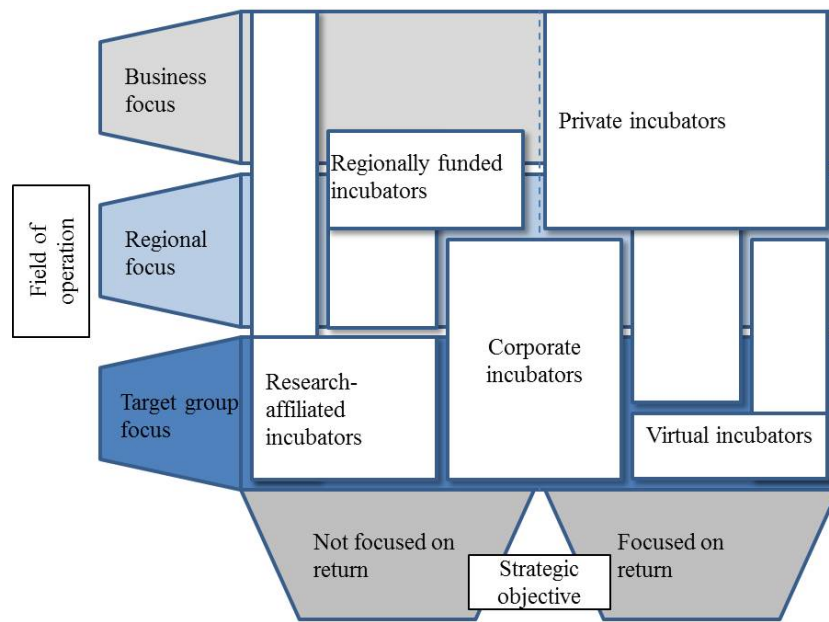 Business
focus
Private incubators
Regionally funded
incubators
Field of
operation
Regional
focus
Corporate
incubators
Research-
affiliated
incubators
Target group
focus
Virtual incubators
Not focused on
return
Strategic
objective
Focused on
return